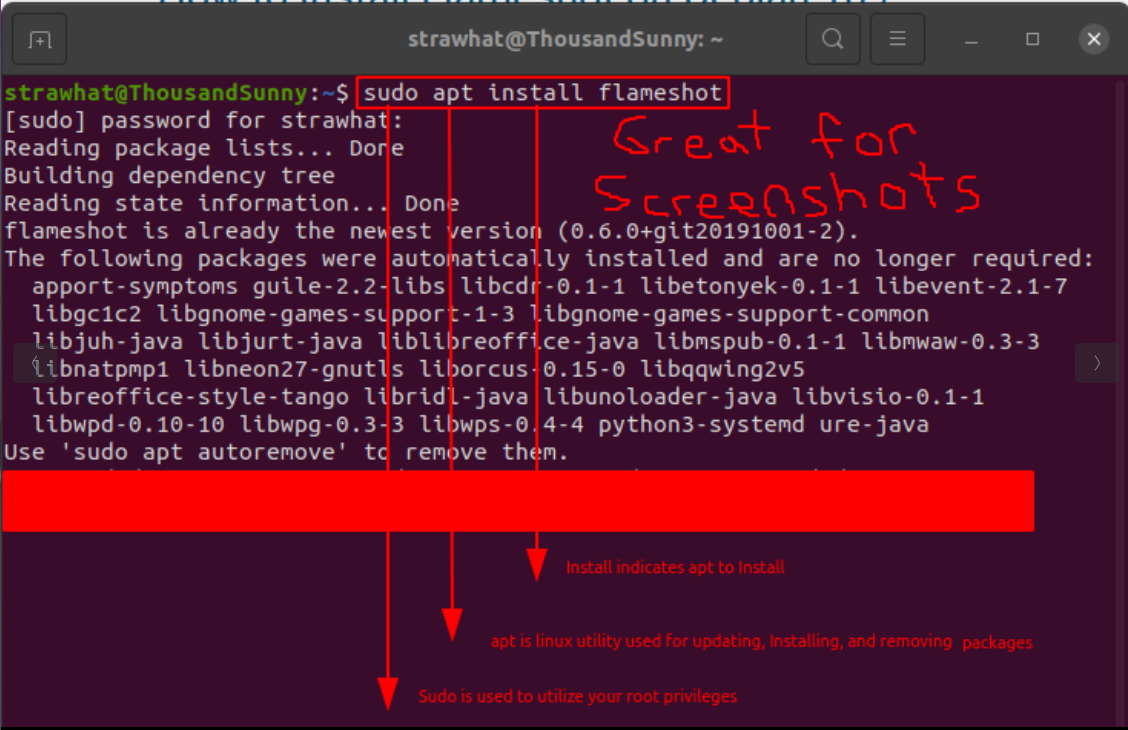 strawhat@ThousandSunny: ~
strawhat@ThousandSunny:~$ sudo apt install flameshot
[sudo] password for strawhat:
Great for
Reading package lists... Done
Building dependency tree
Screenshots
Reading state information... Done
flameshot is already the newest version (0.6.0+git20191001-2).
The following packages were automatically installed and are no longer required:
apport-symptoms guile-2.2-libs libcdr-0.1-1 libetonyek-0.1-1 libevent-2.1-7
libgc1c2 libgnome-games-support-1-3 libgnome-games-support-common
libjuh-java libjurt-java liblibreoffice-java libmspub-0.1-1 libmwaw-0.3-3
libnatpmp1 libneon27-gnutls liborcus-0.15-0 libqqwing2v5
libreoffice-style-tango libridl-java libunoloader-java libvisio-0.1-1
libwpd-0.10-10 libwpg-0.3-3 libwps-0.4-4 python3-systemd ure-java
Use 'sudo apt autoremove' to remove them.
Install indicates apt to Install
apt is linux utility used for updating, Installing, and removing packages
Sudo is used to utilize your root privileges